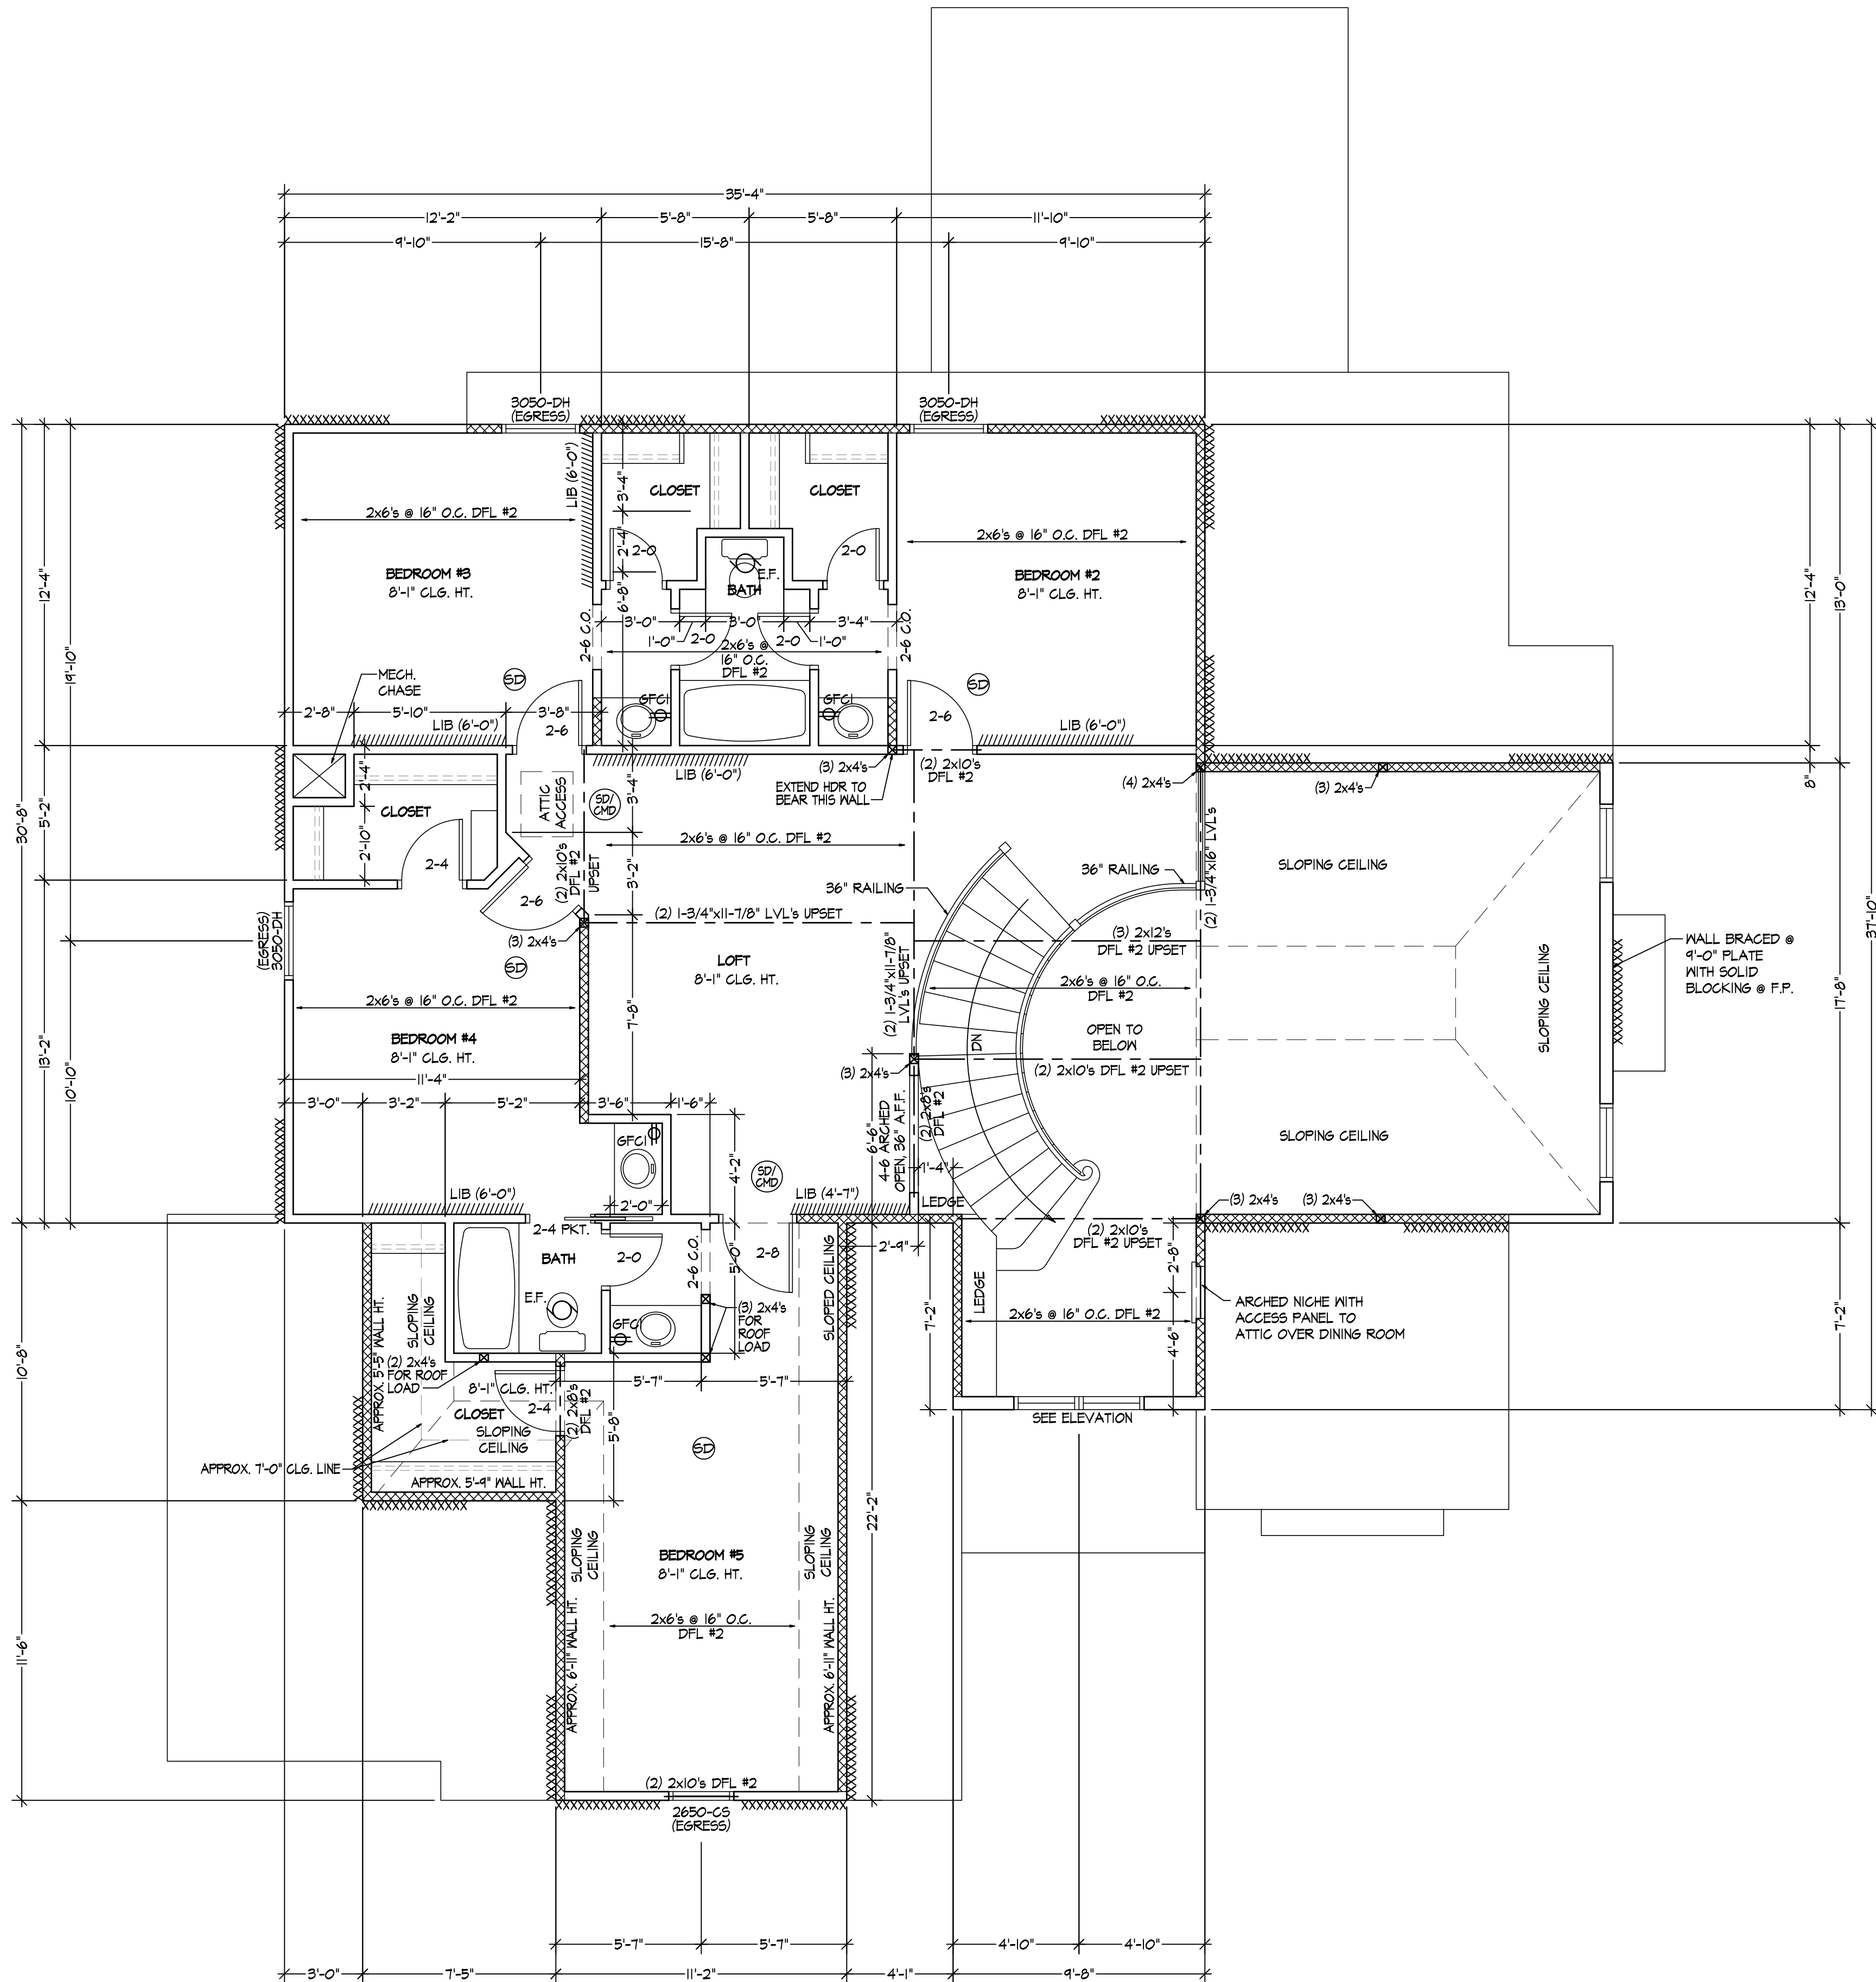 35'-4"
12'-2"
5'-8"
5'-8"
11'-10"
9'-10"
15'-8"
9'-10"
3050-DH
(EGRESS)
3050-DH
(EGRESS)
30'-8"
12'-4"
19'-10"
5'-2"
13'-2"
10'-10"
10'-8"
11'-6"
LIB (6'-0")
3'-4"
2'-4"
6'-8"
CLOSET
CLOSET
2x6's @ 16" O.C. DFL #2
2x6's @ 16" O.C. DFL #2
2-0
2-0
E.F.
BATH
BEDROOM #3
8'-1" CLG. HT.
BEDROOM #2
8'-1" CLG. HT.
2-6 C.O.
3'-0"
3'-0"
3'-4"
1'-0"
2-0
2-0
1'-0"
2-6 C.O.
2x6's @
16" O.C.
DFL #2
MECH.
CHASE
SD
SD
2'-8"
5'-10"
3'-8"
LIB (6'-0")
2-6
GFCI
GFCI
2-6
LIB (6'-0")
LIB (6'-0")
(3) 2x4's
(2) 2x10's
DFL #2
EXTEND HDR TO
BEAR THIS WALL
2'-4"
2'-10"
CLOSET
2-4
ATTIC
ACCESS
SD/
CMD
3'-4"
2x6's @ 16" O.C. DFL #2
(2) 2x10's
DFL #2
UPSET
3'-2"
2-6
(3) 2x4's
(4) 2x4's
(3) 2x4's
(2) 1-3/4"x16" LVL's
36" RAILING
36" RAILING
SLOPING CEILING
(2) 1-3/4"x11-7/8" LVL's UPSET
(2) 1-3/4"x11-7/8"
LVL's UPSET
(3) 2x12's
DFL #2 UPSET
(EGRESS)
3050-DH
SD
LOFT
8'-1" CLG. HT.
2x6's @ 16" O.C. DFL #2
2x6's @ 16" O.C.
DFL #2
7'-8"
BEDROOM #4
8'-1" CLG. HT.
11'-4"
DN
OPEN TO
BELOW
(3) 2x4's
(2) 2x10's DFL #2 UPSET
SLOPING CEILING
WALL BRACED @
9'-0" PLATE
WITH SOLID
BLOCKING @ F.P.
12'-4"
13'-0"
8"
17'-8"
37'-10"
7'-2"
3'-0"
3'-2"
5'-2"
3'-6"
1'-6"
6'-6"
4-6 ARCHED
OPEN, 36" A.F.F.
(2) 2x8's
DFL #2
SLOPING CEILING
GFCI
4'-2"
SD/
CMD
1'-4"
LIB (6'-0")
2'-0"
LIB (4'-7")
LEDGE
(3) 2x4's
(3) 2x4's
2-4 PKT.
BATH
2-0
2-6 C.O.
5'-0"
2-8
SLOPED CEILING
2'-9"
(2) 2x10's
DFL #2 UPSET
2'-8"
7'-2"
LEDGE
2x6's @ 16" O.C. DFL #2
4'-6"
ARCHED NICHE WITH
ACCESS PANEL TO
ATTIC OVER DINING ROOM
E.F.
GFCI
(3) 2x4's
FOR
ROOF
LOAD
APPROX. 5'-5" WALL HT.
SLOPING
CEILING
(2) 2x4's
FOR ROOF
LOAD
8'-1" CLG. HT.
5'-7"
5'-7"
2-4
(2) 2x8's
DFL #2
CLOSET
SLOPING
CEILING
5'-8"
SD
SEE ELEVATION
APPROX. 7'-0" CLG. LINE
APPROX. 5'-9" WALL HT.
22'-2"
SLOPING
CEILING
BEDROOM #5
8'-1" CLG. HT.
SLOPING
CEILING
APPROX. 6'-11" WALL HT.
2x6's @ 16" O.C.
DFL #2
APPROX. 6'-11" WALL HT.
(2) 2x10's DFL #2
2650-CS
(EGRESS)
5'-7"
5'-7"
4'-10"
4'-10"
3'-0"
7'-5"
11'-2"
4'-1"
9'-8"